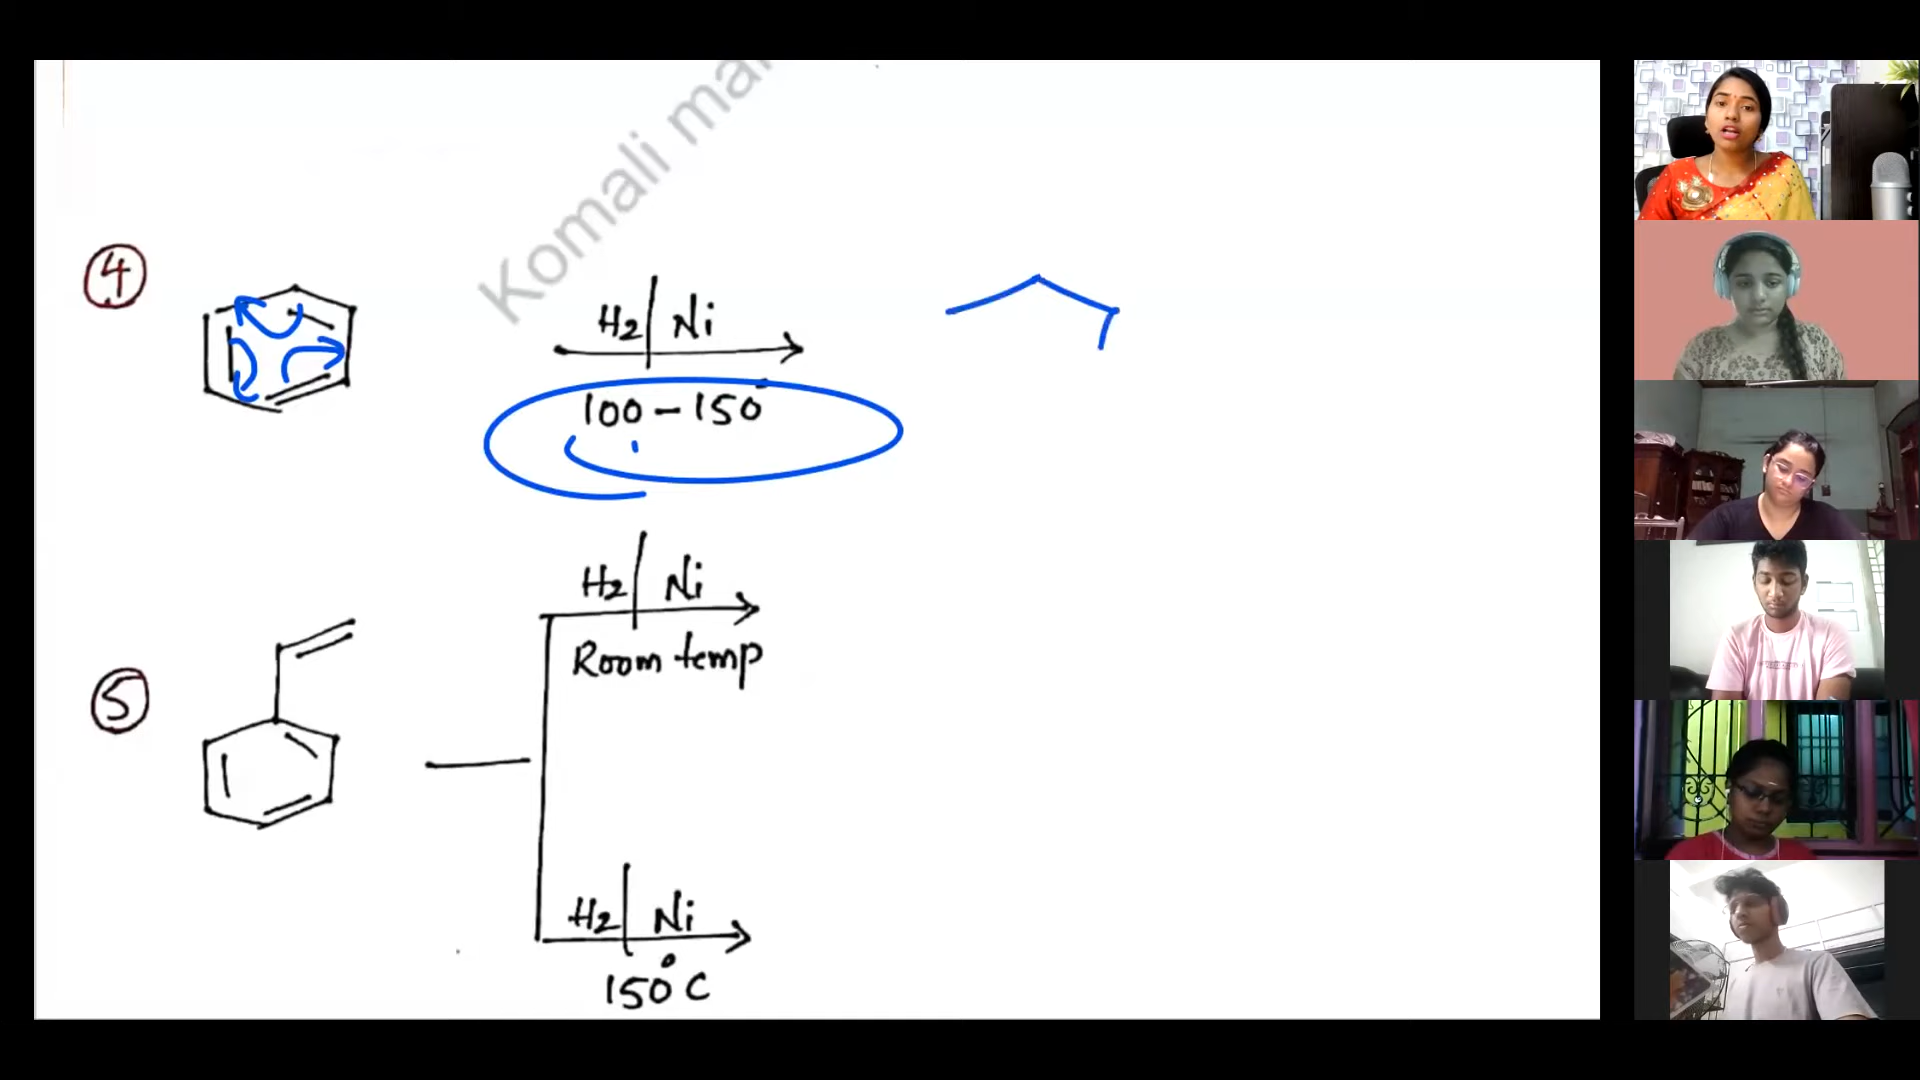 Komali ma
4
H2 | Ni
100 - 150°
H2 | Ni
Room temp
5
H2 | Ni
150°C